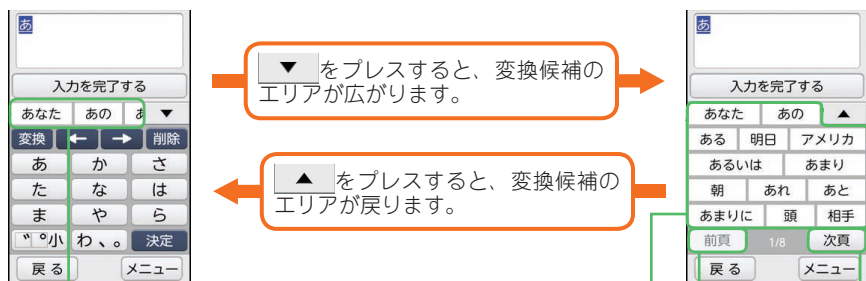 あ
入力を完了する
あなた あの あ ▼
変換 ← → 削除
あ か さ
た な は
ま や ら
゛゜小 わ、。 決定
戻る メニュー
▼ をプレスすると、変換候補の
エリアが広がります。
▲ をプレスすると、変換候補の
エリアが戻ります。
あ
入力を完了する
あなた あの ▲
ある 明日 アメリカ
あるいは あまり
朝 あれ あと
あまりに 頭 相手
前頁 1/8 次頁
戻る メニュー